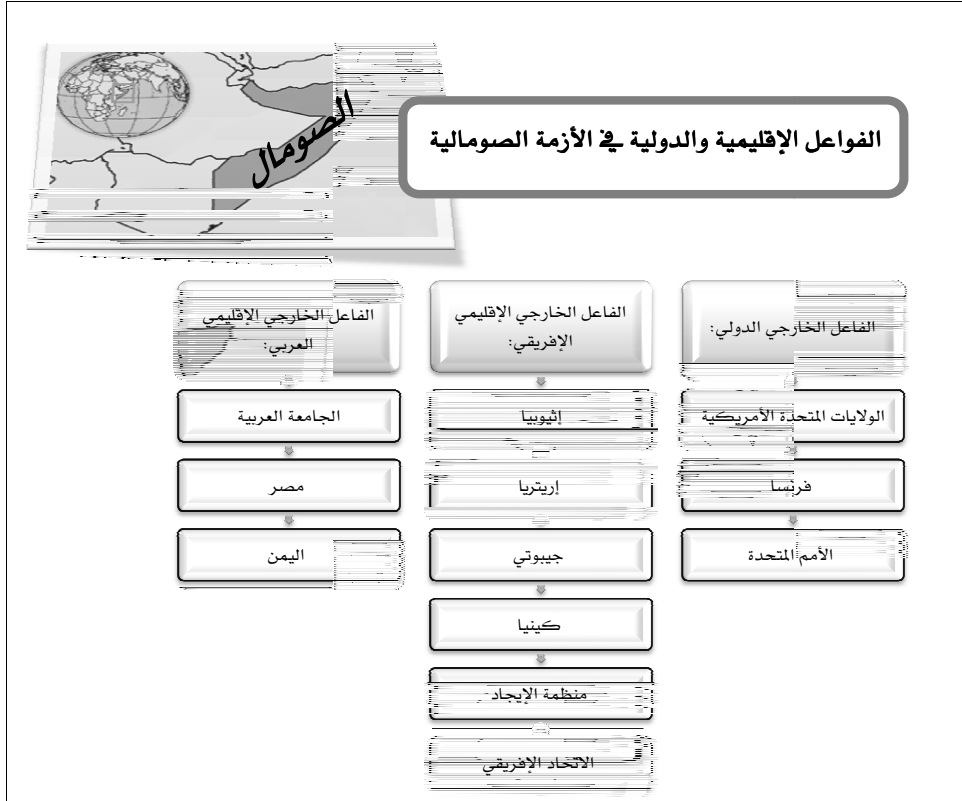 الصومال
الفواعل الإقليمية والدولية في الأزمة الصومالية
الفاعل الخارجي الدولي:
الولايات المتحدة الأمريكية
فرنسا
الأمم المتحدة
الفاعل الخارجي الإقليمي
الإفريقي:
إثيوبيا
إريتريا
جيبوتي
كينيا
منظمة الإيجاد
الاتحاد الإفريقي
الفاعل الخارجي الإقليمي
العربي:
الجامعة العربية
مصر
اليمن